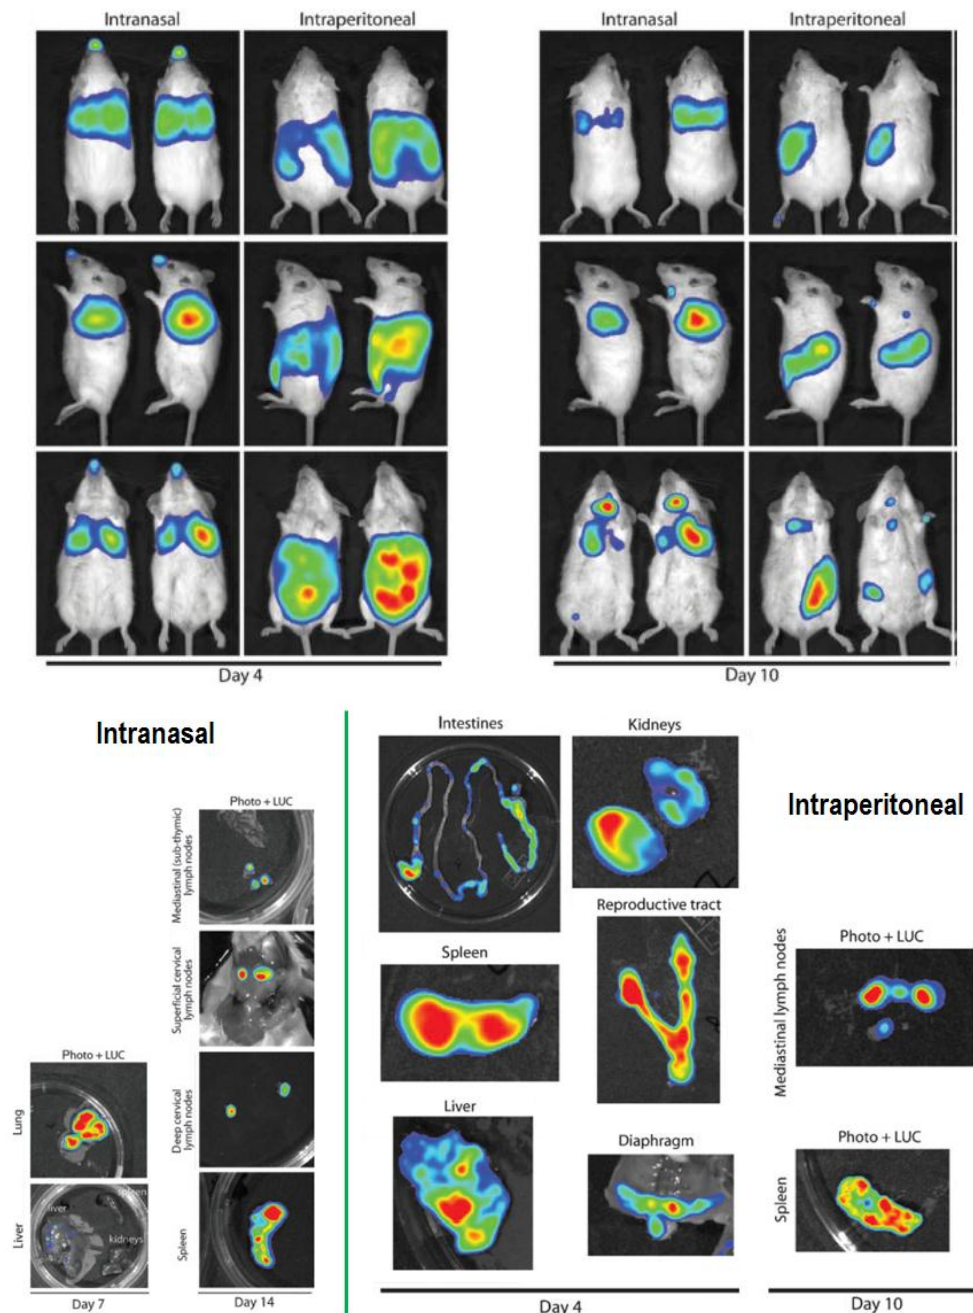 Intranasal
Intraperitoneal
Intranasal
Intraperitoneal
Day 4
Day 10
Intranasal
Intestines
Kidneys
Intraperitoneal
Photo + LUC
Mediastinal (sub-thymic)
lymph nodes
Superficial cervical
lymph nodes
Deep cervical
lymph nodes
Spleen
Photo + LUC
Lung
Liver
liver
spleen
kidneys
Day 7
Day 14
Spleen
Reproductive tract
Liver
Diaphragm
Day 4
Photo + LUC
Mediastinal lymph nodes
Photo + LUC
Spleen
Day 10